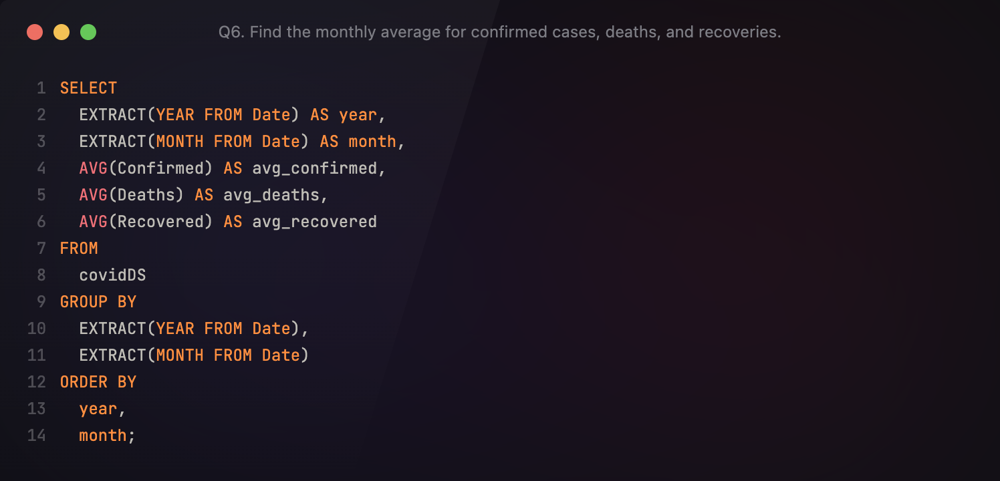 Q6. Find the monthly average for confirmed cases, deaths, and recoveries.
1 SELECT
2   EXTRACT(YEAR FROM Date) AS year,
3   EXTRACT(MONTH FROM Date) AS month,
4   AVG(Confirmed) AS avg_confirmed,
5   AVG(Deaths) AS avg_deaths,
6   AVG(Recovered) AS avg_recovered
7 FROM
8   covidDS
9 GROUP BY
10   EXTRACT(YEAR FROM Date),
11   EXTRACT(MONTH FROM Date)
12 ORDER BY
13   year,
14   month;